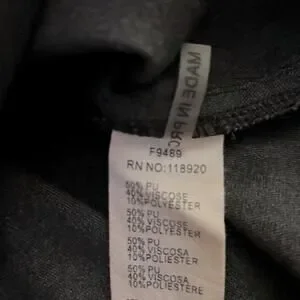 MADE IN PRC
F9489
RN NO:118920
50% PU
40% VISCOSE
10%POLYESTER
50% PU
40% VISCOSE
10%POLYESTER
50% PU
40% VISCOSA
10%POLYESTER
50% PU
40% VISCOSA
10%POLIESTERE